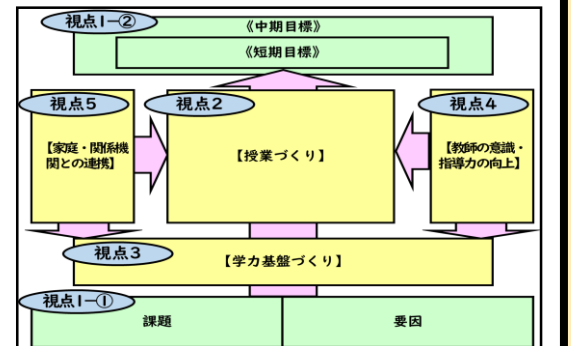 視点1-②
《中期目標》
《短期目標》
視点5
視点2
視点4
【家庭・関係機
関との連携】
【授業づくり】
【教師の意識・
指導力の向上】
視点3
【学力基盤づくり】
視点1-①
課題
要因